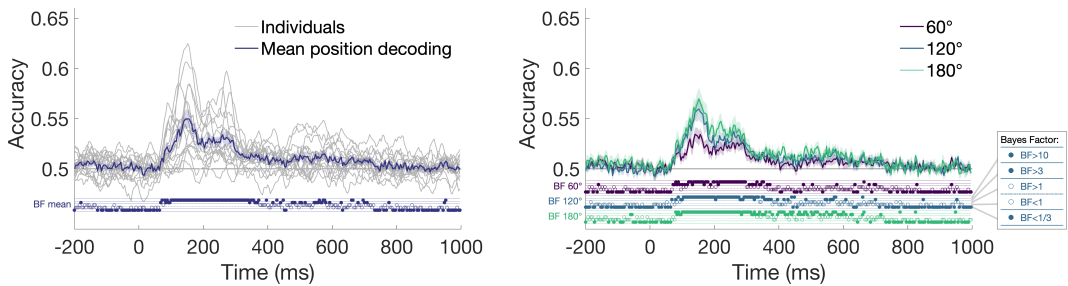 0.65
0.6
0.55
0.5
Accuracy
Individuals
Mean position decoding
BF mean
-200
0
200
400
600
800
1000
Time (ms)
0.65
0.6
0.55
0.5
Accuracy
60°
120°
180°
BF 60°
BF 120°
BF 180°
-200
0
200
400
600
800
1000
Time (ms)
Bayes Factor:
BF>10
BF>3
BF>1
BF<1
BF<1/3